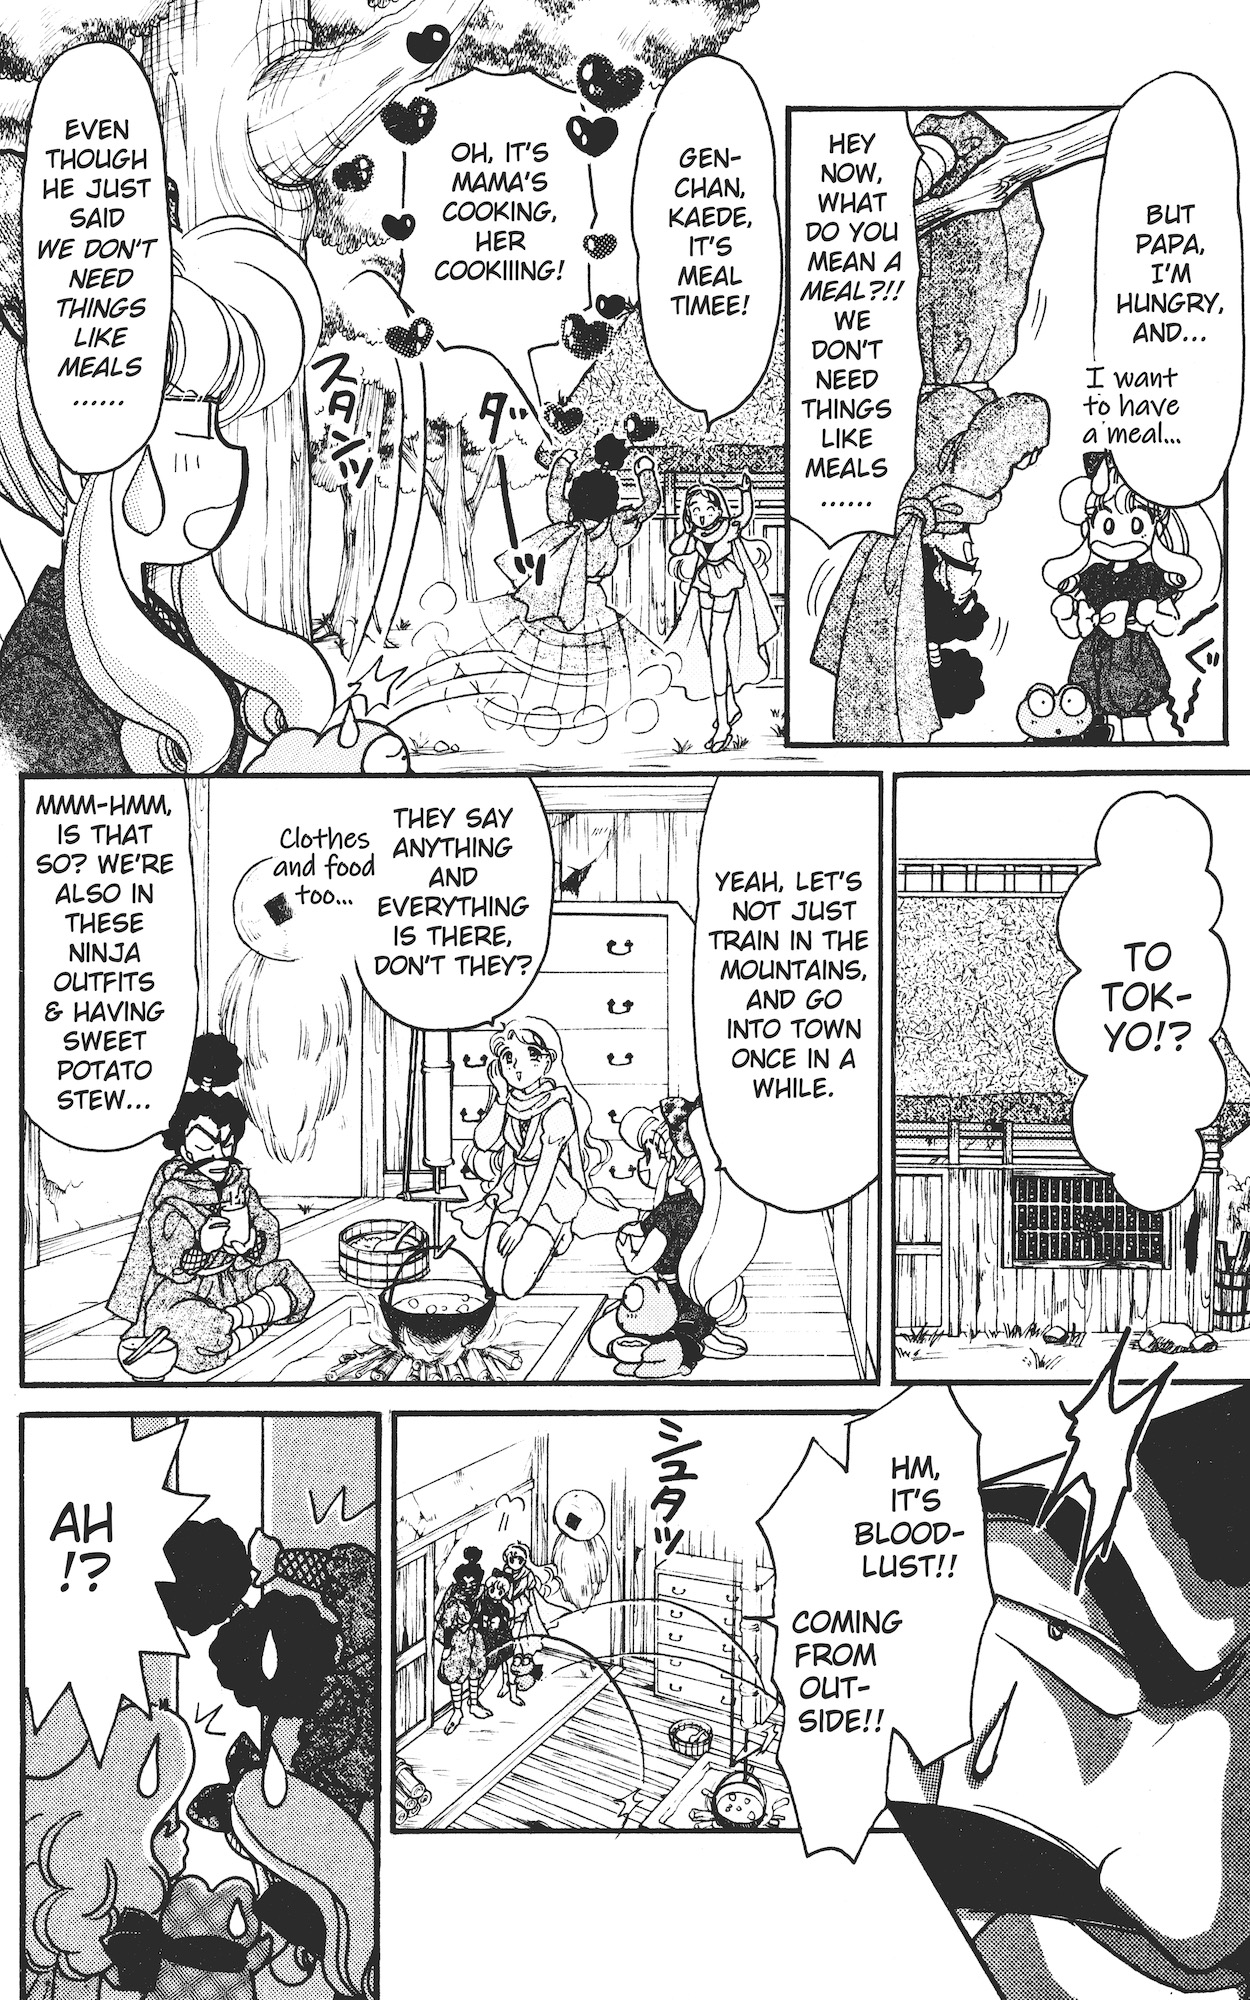 BUT
PAPA,
I'M
HUNGRY,
AND...
I want
to have
a meal...
HEY
NOW,
WHAT
DO YOU
MEAN A
MEAL?!!
WE
DON'T
NEED
THINGS
LIKE
MEALS
......
グッ
GEN-
CHAN,
KAEDE,
IT'S
MEAL
TIMEE!
OH, IT'S
MAMA'S
COOKING,
HER
COOKIIING!
ダッ
スタンッ
EVEN
THOUGH
HE JUST
SAID
WE DON'T
NEED
THINGS
LIKE
MEALS
......
TO
TOK-
YO!?
YEAH, LET'S
NOT JUST
TRAIN IN THE
MOUNTAINS,
AND GO
INTO TOWN
ONCE IN A
WHILE.
THEY SAY
ANYTHING
AND
EVERYTHING
IS THERE,
DON'T THEY?
Clothes
and food
too...
MMM-HMM,
IS THAT
SO? WE'RE
ALSO IN
THESE
NINJA
OUTFITS
& HAVING
SWEET
POTATO
STEW...
HM,
IT'S
BLOOD-
LUST!!
COMING
FROM
OUT-
SIDE!!
シュタッ
AH
!?